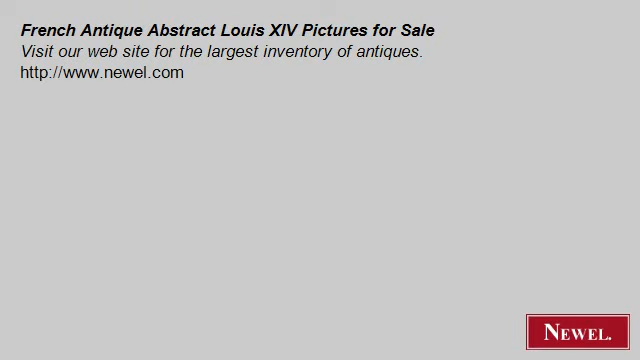 French Antique Abstract Louis XIV Pictures for Sale
Visit our web site for the largest inventory of antiques.
http://www.newel.com
NEWEL.